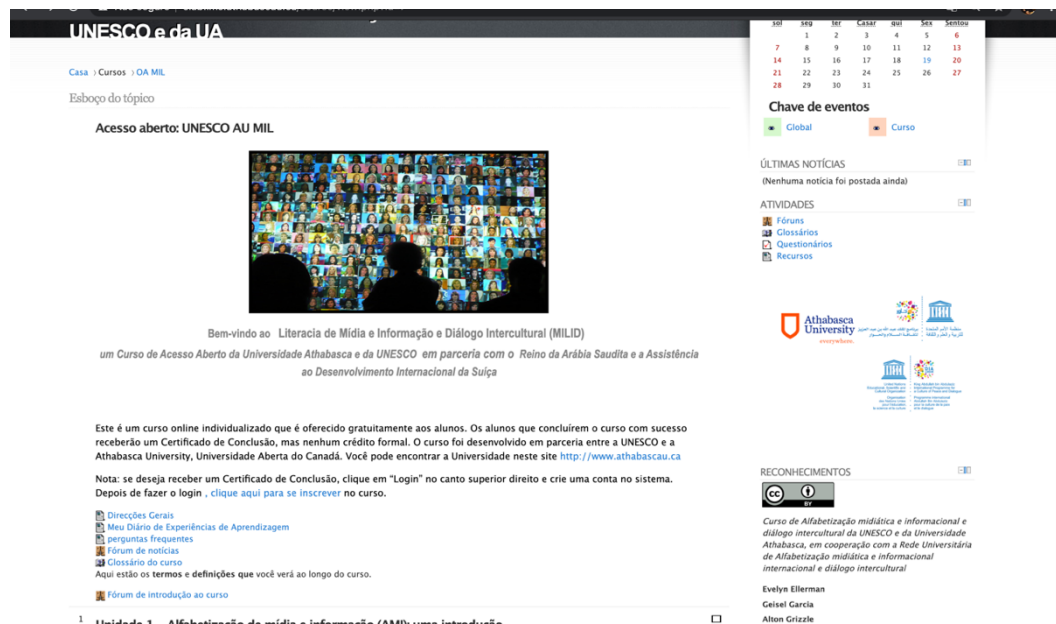 UNESCO e da UA
Casa › Cursos › OA MIL
Esboço do tópico
Acesso aberto: UNESCO AU MIL
Bem-vindo ao Literacia de Mídia e Informação e Diálogo Intercultural (MILID)
um Curso de Acesso Aberto da Universidade Athabasca e da UNESCO em parceria com o Reino da Arábia Saudita e a Assistência
ao Desenvolvimento Internacional da Suíça
Este é um curso online individualizado que é oferecido gratuitamente aos alunos. Os alunos que concluírem o curso com sucesso
receberão um Certificado de Conclusão, mas nenhum crédito formal. O curso foi desenvolvido em parceria entre a UNESCO e a
Athabasca University, Universidade Aberta do Canadá. Você pode encontrar a Universidade neste site http://www.athabascau.ca
Nota: se deseja receber um Certificado de Conclusão, clique em “Login” no canto superior direito e crie uma conta no sistema.
Depois de fazer o login , clique aqui para se inscrever no curso.
Direcções Gerais
Meu Diário de Experiências de Aprendizagem
perguntas frequentes
Fórum de notícias
Glossário do curso
Aqui estão os termos e definições que você verá ao longo do curso.
Fórum de introdução ao curso
1
sol seg ter Casar qui Sex Sentou
1 2 3 4 5 6
7 8 9 10 11 12 13
14 15 16 17 18 19 20
21 22 23 24 25 26 27
28 29 30 31
Chave de eventos
Global Curso
ÚLTIMAS NOTÍCIAS
(Nenhuma notícia foi postada ainda)
ATIVIDADES
Fóruns
Glossários
Questionários
Recursos
Athabasca
University
everywhere.
RECONHECIMENTOS
cc
BY
Curso de Alfabetização midiática e informacional e
diálogo intercultural da UNESCO e da Universidade
Athabasca, em cooperação com a Rede Universitária
de Alfabetização midiática e informacional
internacional e diálogo intercultural
Evelyn Ellerman
Geisel Garcia
Alton Grizzle